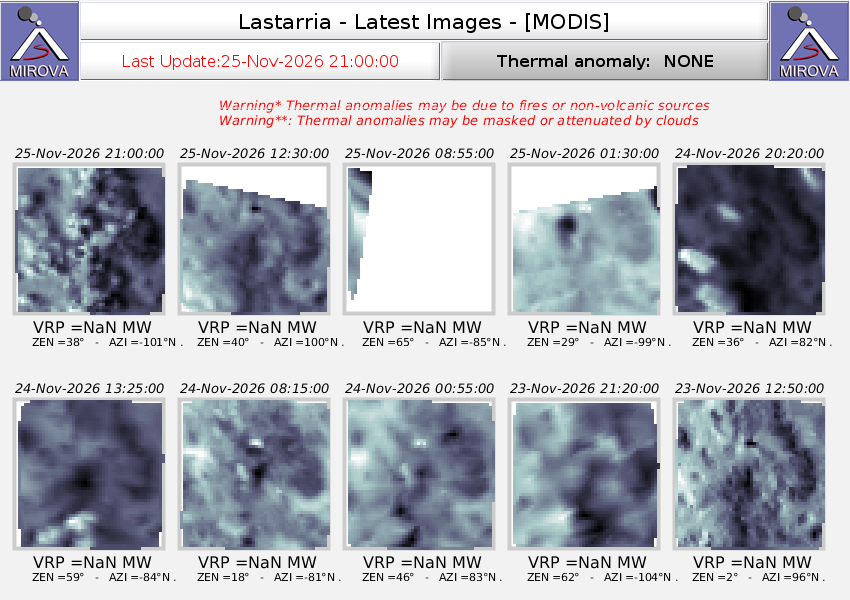 Lastarria - Latest Images - [MODIS]
MIROVA
Last Update:25-Nov-2026 21:00:00
Thermal anomaly: NONE
MIROVA
Warning* Thermal anomalies may be due to fires or non-volcanic sources
Warning**: Thermal anomalies may be masked or attenuated by clouds
25-Nov-2026 21:00:00
25-Nov-2026 12:30:00
25-Nov-2026 08:55:00
25-Nov-2026 01:30:00
24-Nov-2026 20:20:00
VRP =NaN MW
VRP =NaN MW
VRP =NaN MW
VRP =NaN MW
VRP =NaN MW
ZEN =38° - AZI =-101°N .
ZEN =40° - AZI =100°N .
ZEN =65° - AZI =-85°N .
ZEN =29° - AZI =-99°N .
ZEN =36° - AZI =82°N .
24-Nov-2026 13:25:00
24-Nov-2026 08:15:00
24-Nov-2026 00:55:00
23-Nov-2026 21:20:00
23-Nov-2026 12:50:00
VRP =NaN MW
VRP =NaN MW
VRP =NaN MW
VRP =NaN MW
VRP =NaN MW
ZEN =59° - AZI =-84°N .
ZEN =18° - AZI =-81°N .
ZEN =46° - AZI =83°N .
ZEN =62° - AZI =-104°N .
ZEN =2° - AZI =96°N .